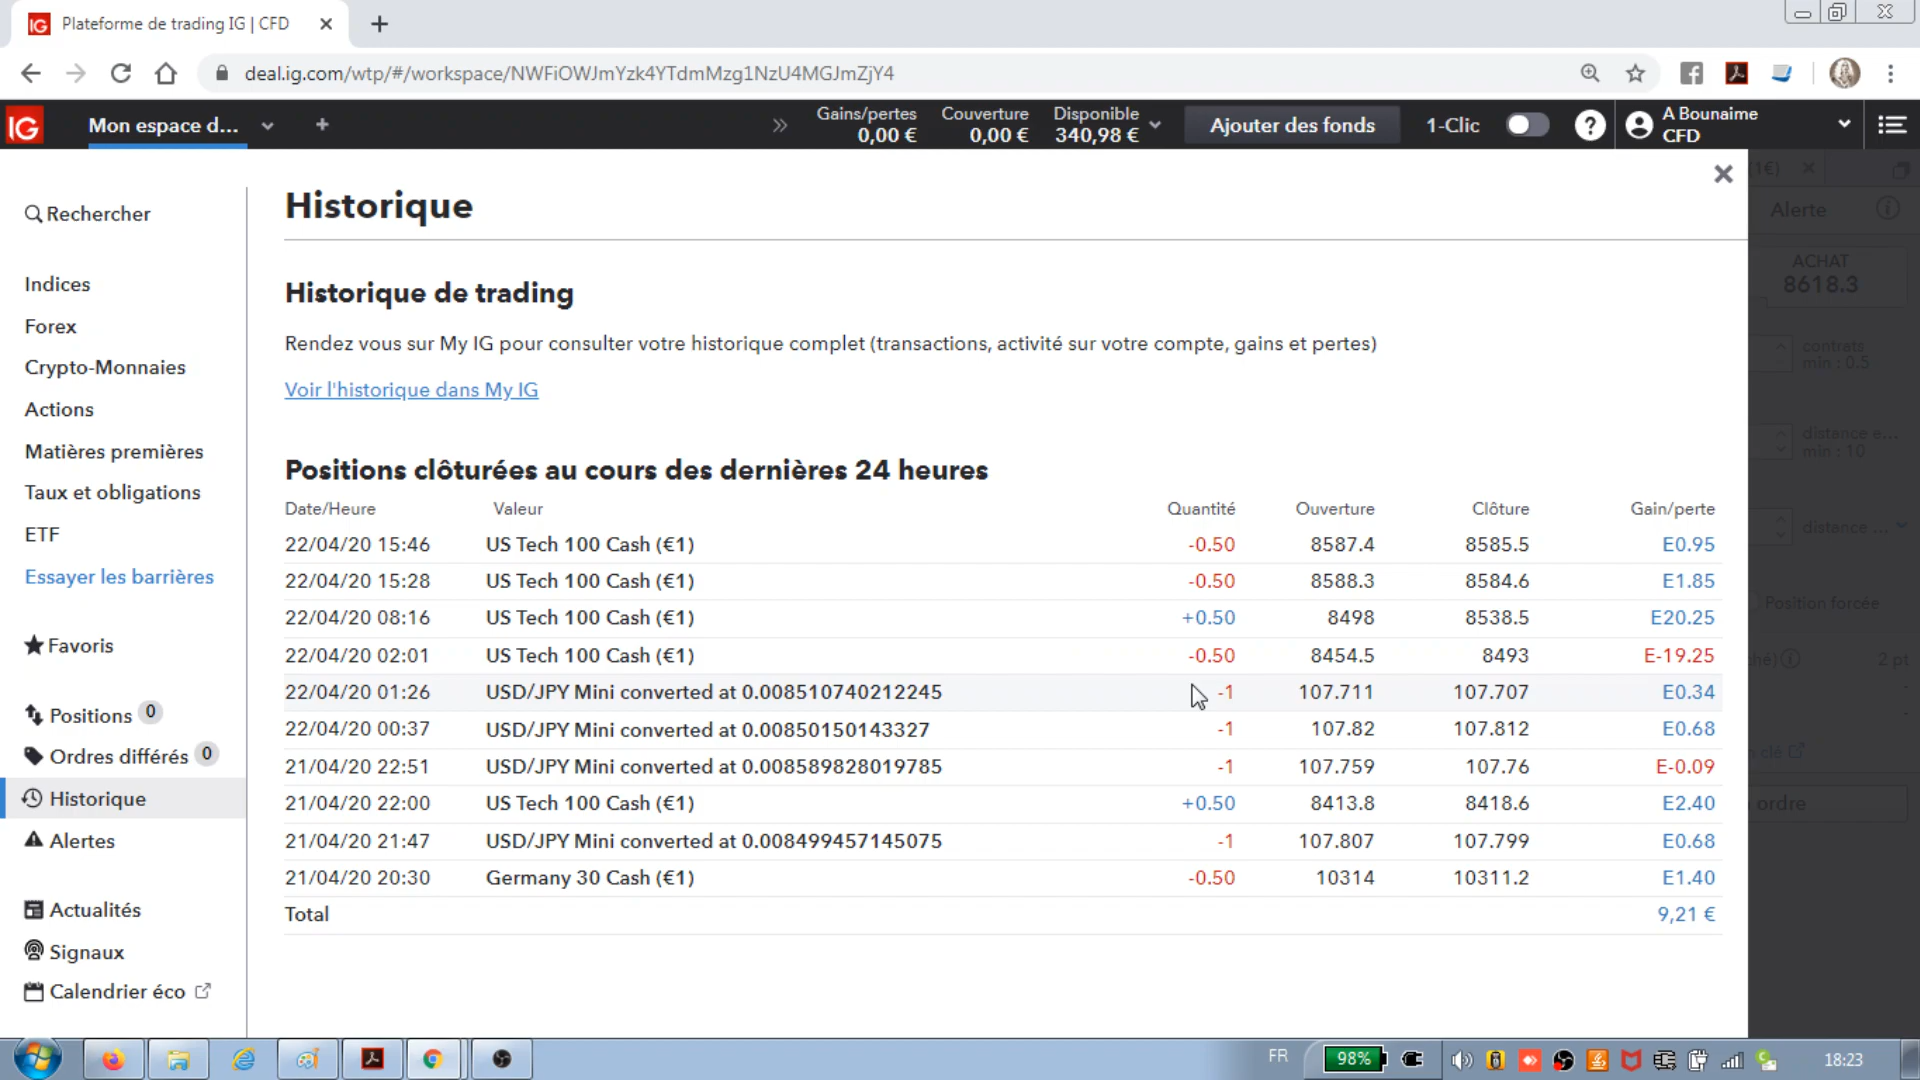 Plateforme de trading IG | CFD
deal.ig.com/wtp/#/workspace/NWFiOWJmYzk4YTdmMzg1NzU4MGJmZjY4
IG
Mon espace d...
Gains/pertes
0,00 €
Couverture
0,00 €
Disponible
340,98 €
Ajouter des fonds
1-Clic
A Bounaime
CFD
Rechercher
Indices
Forex
Crypto-Monnaies
Actions
Matières premières
Taux et obligations
ETF
Essayer les barrières
Favoris
Positions 0
Ordres différés 0
Historique
Alertes
Actualités
Signaux
Calendrier éco
Historique
Historique de trading
Rendez vous sur My IG pour consulter votre historique complet (transactions, activité sur votre compte, gains et pertes)
Voir l'historique dans My IG
Positions clôturées au cours des dernières 24 heures
Date/Heure Valeur Quantité Ouverture Clôture Gain/perte
22/04/20 15:46 US Tech 100 Cash (€1) -0.50 8587.4 8585.5 E0.95
22/04/20 15:28 US Tech 100 Cash (€1) -0.50 8588.3 8584.6 E1.85
22/04/20 08:16 US Tech 100 Cash (€1) +0.50 8498 8538.5 E20.25
22/04/20 02:01 US Tech 100 Cash (€1) -0.50 8454.5 8493 E-19.25
22/04/20 01:26 USD/JPY Mini converted at 0.008510740212245 -1 107.711 107.707 E0.34
22/04/20 00:37 USD/JPY Mini converted at 0.00850150143327 -1 107.82 107.812 E0.68
21/04/20 22:51 USD/JPY Mini converted at 0.008589828019785 -1 107.759 107.76 E-0.09
21/04/20 22:00 US Tech 100 Cash (€1) +0.50 8413.8 8418.6 E2.40
21/04/20 21:47 USD/JPY Mini converted at 0.008499457145075 -1 107.807 107.799 E0.68
21/04/20 20:30 Germany 30 Cash (€1) -0.50 10314 10311.2 E1.40
Total 9,21 €
(1€)
Alerte
ACHAT
8618.3
contrats
min : 0.5
distance e...
min : 10
distance ...
Position forcée
2 pt
ordre
FR
98%
18:23